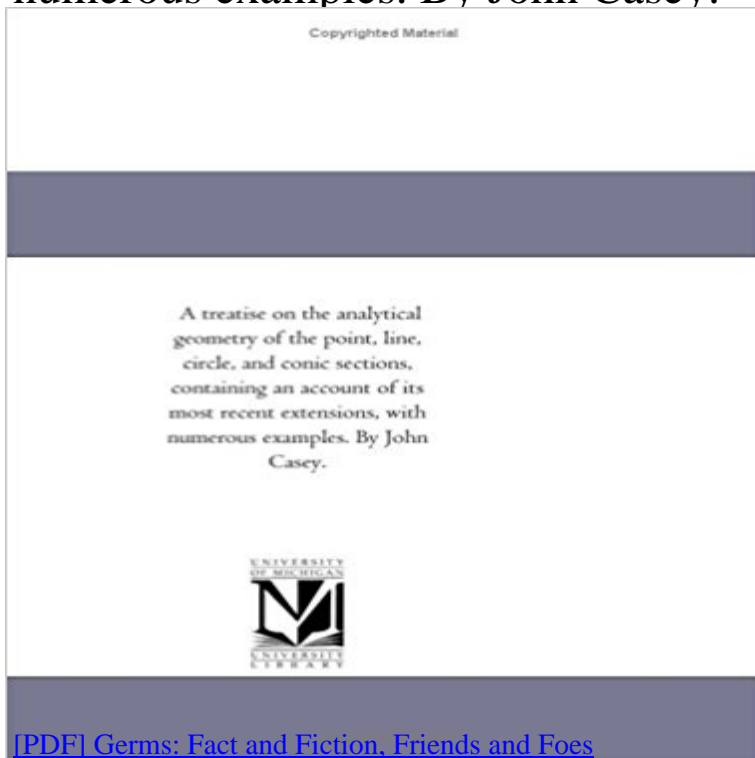 numerous examples. By John Casey.
Copyrighted Material
A treatise on the analytical
geometry of the point, line,
circle, and conic sections,
containing an account of its
most recent extensions, with
numerous examples. By John
Casey.
UNIVERSITY
OF MICHIGAN
UNIVERSITY
LIBRARY
[PDF] Germs: Fact and Fiction, Friends and Foes